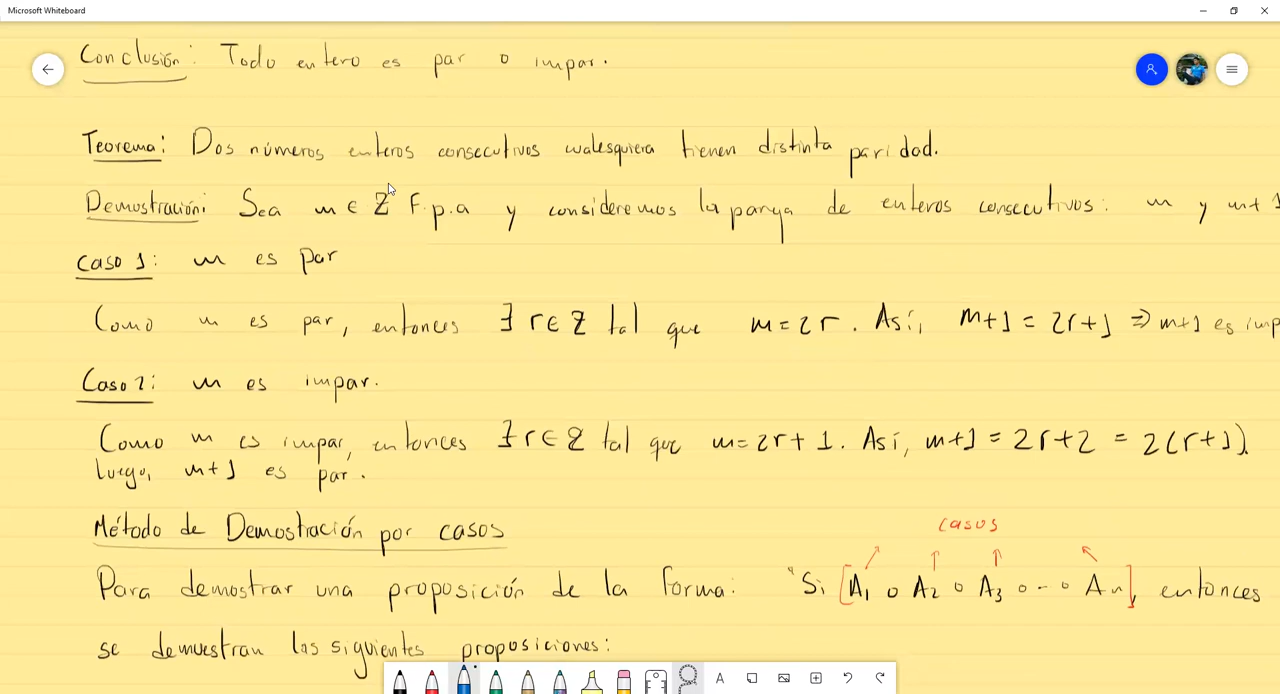 Microsoft Whiteboard
Conclusión: Todo entero es par o impar.
Teorema: Dos números enteros consecutivos cualesquiera tienen distinta paridad.
Demostración: Sea m ∈ Z F.p.a y consideremos la pareja de enteros consecutivos: m y m+1
Caso 1: m es par
Como m es par, entonces ∃ r ∈ Z tal que m = 2r. Así, m+1 = 2r+1 ⇒ m+1 es imp
Caso 2: m es impar.
Como m es impar, entonces ∃ r ∈ Z tal que m = 2r + 1. Así, m+1 = 2r+2 = 2(r+1).
luego, m+1 es par.
Método de Demostración por casos
casos
Para demostrar una proposición de la forma: "Si [A1 o A2 o A3 o -- o An], entonces
se demuestran las siguientes proposiciones: